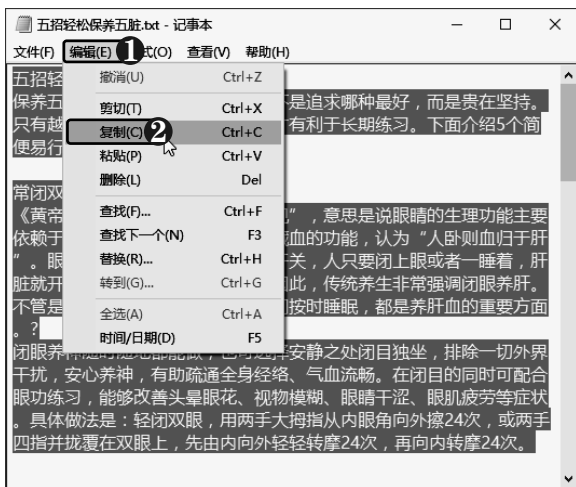 五招轻松保养五脏.txt - 记事本
文件(F) 编辑(E) 1 式(O) 查看(V) 帮助(H)
撤消(U) Ctrl+Z
剪切(T) Ctrl+X
复制(C) 2 Ctrl+C
粘贴(P) Ctrl+V
删除(L) Del
查找(F)... Ctrl+F
查找下一个(N) F3
替换(R)... Ctrl+H
转到(G)... Ctrl+G
全选(A) Ctrl+A
时间/日期(D) F5
五招轻
保养五 是追求哪种最好，而是贵在坚持。
只有越 有利于长期练习。下面介绍5个简
便易行
常闭双
《黄帝 ”，意思是说眼睛的生理功能主要
依赖于 血的功能，认为“人卧则血归于肝
”。眼 关，人只要闭上眼或者一睡着，肝
脏就开 此，传统养生非常强调闭眼养肝。
不管是 按时睡眠，都是养肝血的重要方面
。?
闭眼养 安静之处闭目独坐，排除一切外界
干扰，安心养神，有助疏通全身经络、气血流畅。在闭目的同时可配合
眼功练习，能够改善头晕眼花、视物模糊、眼睛干涩、眼肌疲劳等症状
。具体做法是：轻闭双眼，用两手大拇指从内眼角向外擦24次，或两手
四指并拢覆在双眼上，先由内向外轻轻转摩24次，再向内转摩24次。